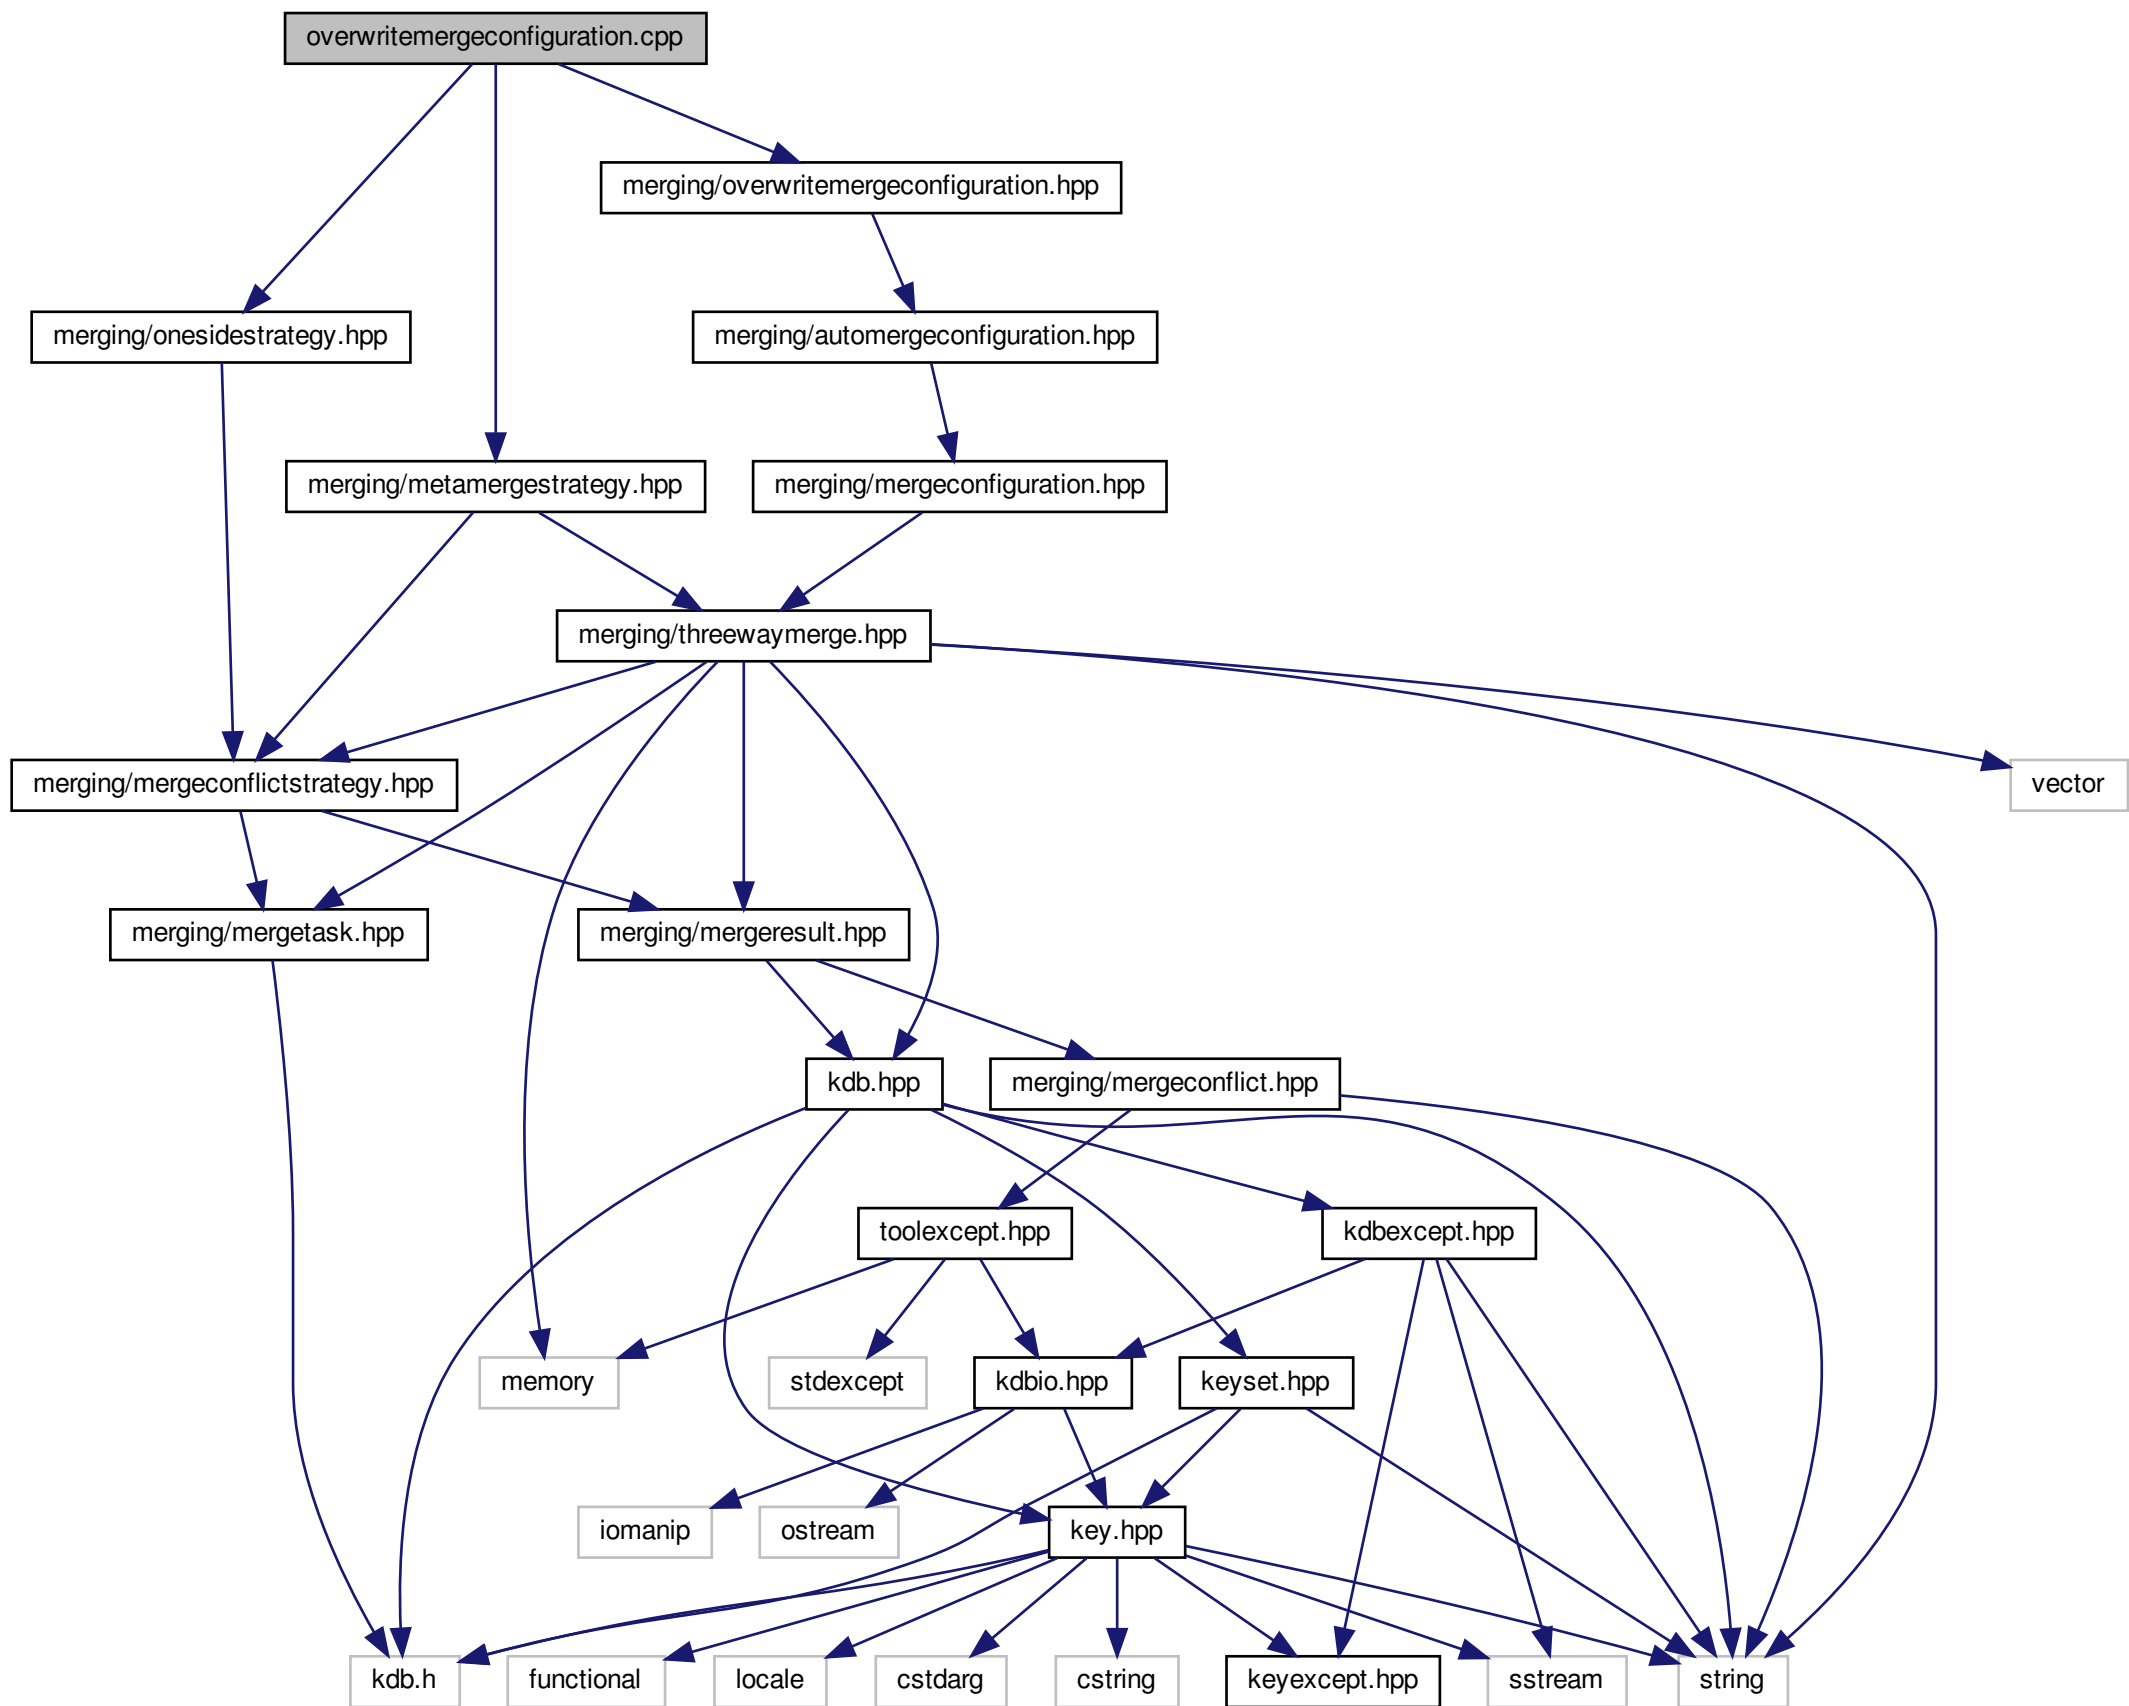 overwritemergeconfiguration.cpp
merging/overwritemergeconfiguration.hpp
merging/onesidestrategy.hpp
merging/automergeconfiguration.hpp
merging/metamergestrategy.hpp
merging/mergeconfiguration.hpp
merging/threewaymerge.hpp
merging/mergeconflictstrategy.hpp
vector
merging/mergetask.hpp
merging/mergeresult.hpp
kdb.hpp
merging/mergeconflict.hpp
toolexcept.hpp
kdbexcept.hpp
memory
stdexcept
kdbio.hpp
keyset.hpp
iomanip
ostream
key.hpp
kdb.h
functional
locale
cstdarg
cstring
keyexcept.hpp
sstream
string